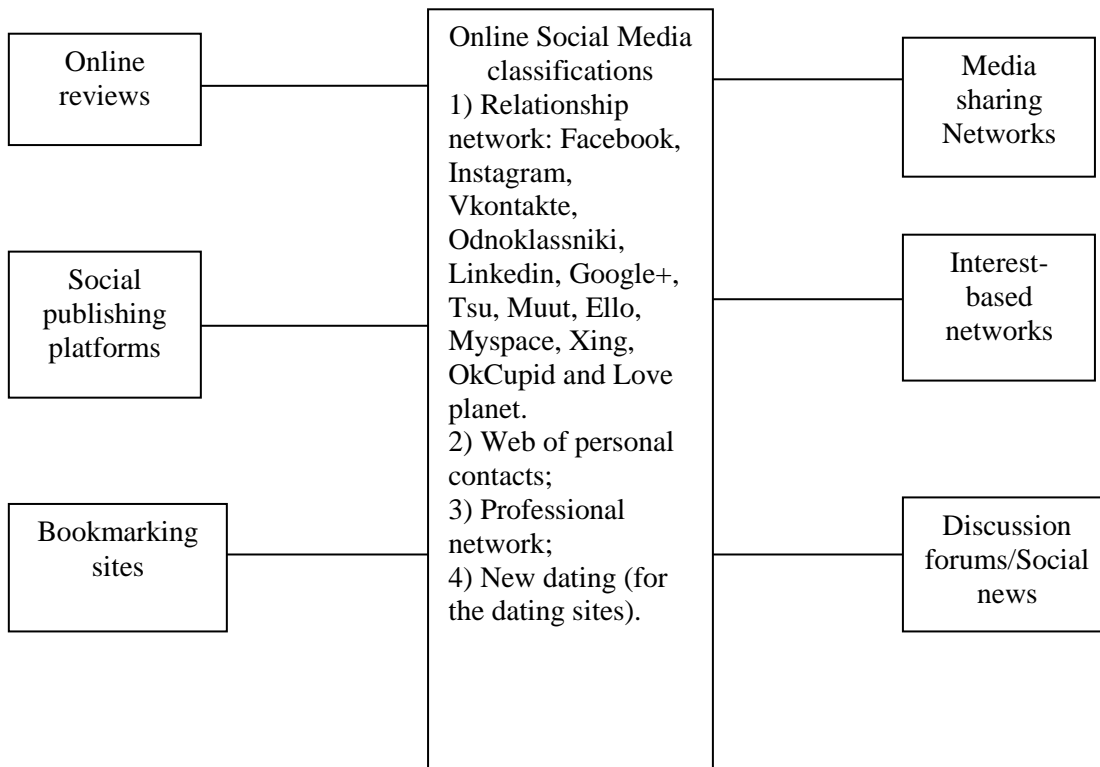 Online
reviews
Social
publishing
platforms
Bookmarking
sites
Online Social Media
classifications
1) Relationship
network: Facebook,
Instagram,
Vkontakte,
Odnoklassniki,
Linkedin, Google+,
Tsu, Muut, Ello,
Myspace, Xing,
OkCupid and Love
planet.
2) Web of personal
contacts;
3) Professional
network;
4) New dating (for
the dating sites).
Media
sharing
Networks
Interest-
based
networks
Discussion
forums/Social
news